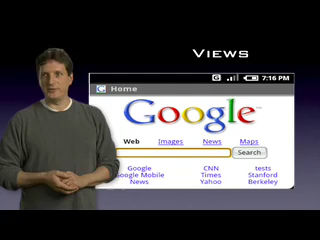 Views
7:16 PM
G Home
Google™
Web Images News Maps
Search
Google CNN tests
Google Mobile Times Stanford
News Yahoo Berkeley